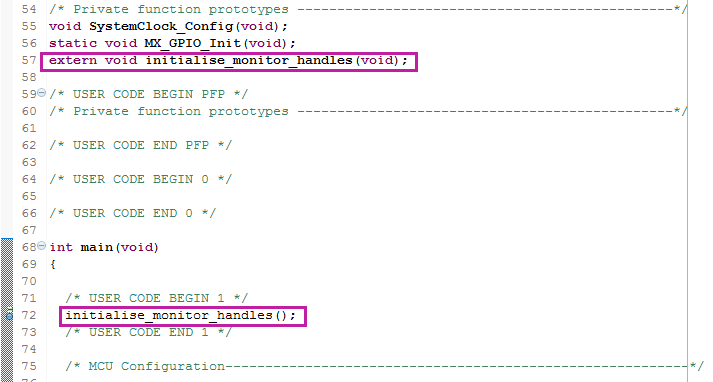 54 /* Private function prototypes -----------------------------------------------*/
55 void SystemClock_Config(void);
56 static void MX_GPIO_Init(void);
57 extern void initialise_monitor_handles(void);
58
59 /* USER CODE BEGIN PFP */
60 /* Private function prototypes -----------------------------------------------*/
61
62 /* USER CODE END PFP */
63
64 /* USER CODE BEGIN 0 */
65
66 /* USER CODE END 0 */
67
68 int main(void)
69 {
70
71   /* USER CODE BEGIN 1 */
72   initialise_monitor_handles();
73   /* USER CODE END 1 */
74
75   /* MCU Configuration----------------------------------------------------------*/